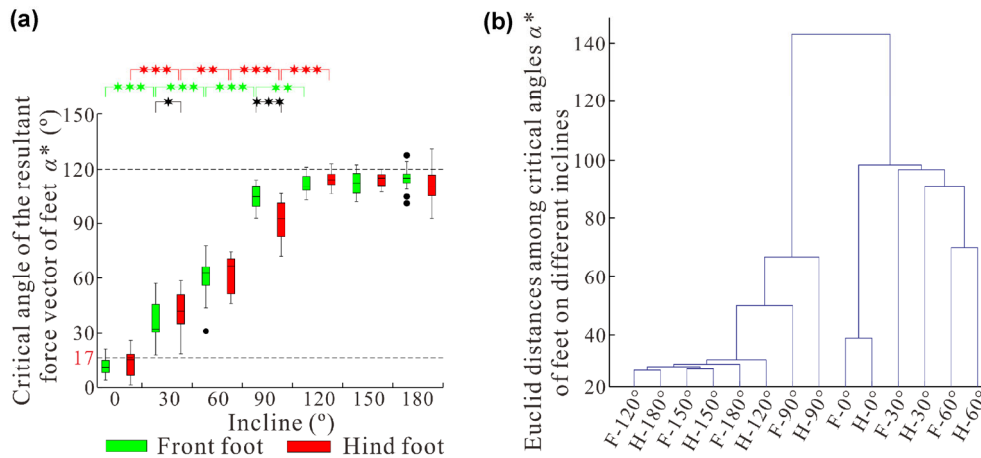 (a)
Critical angle of the resultant
force vector of feet α* (°)
150
120
90
60
30
17
0
0 30 60 90 120 150 180
Incline (°)
Front foot Hind foot
(b)
Euclid distances among critical angles α*
of feet on different inclines
140
120
100
80
60
40
20
F-120° H-180° F-150° H-150° F-180° H-120° F-90° H-90° F-0° H-0° F-30° H-30° F-60° H-60°